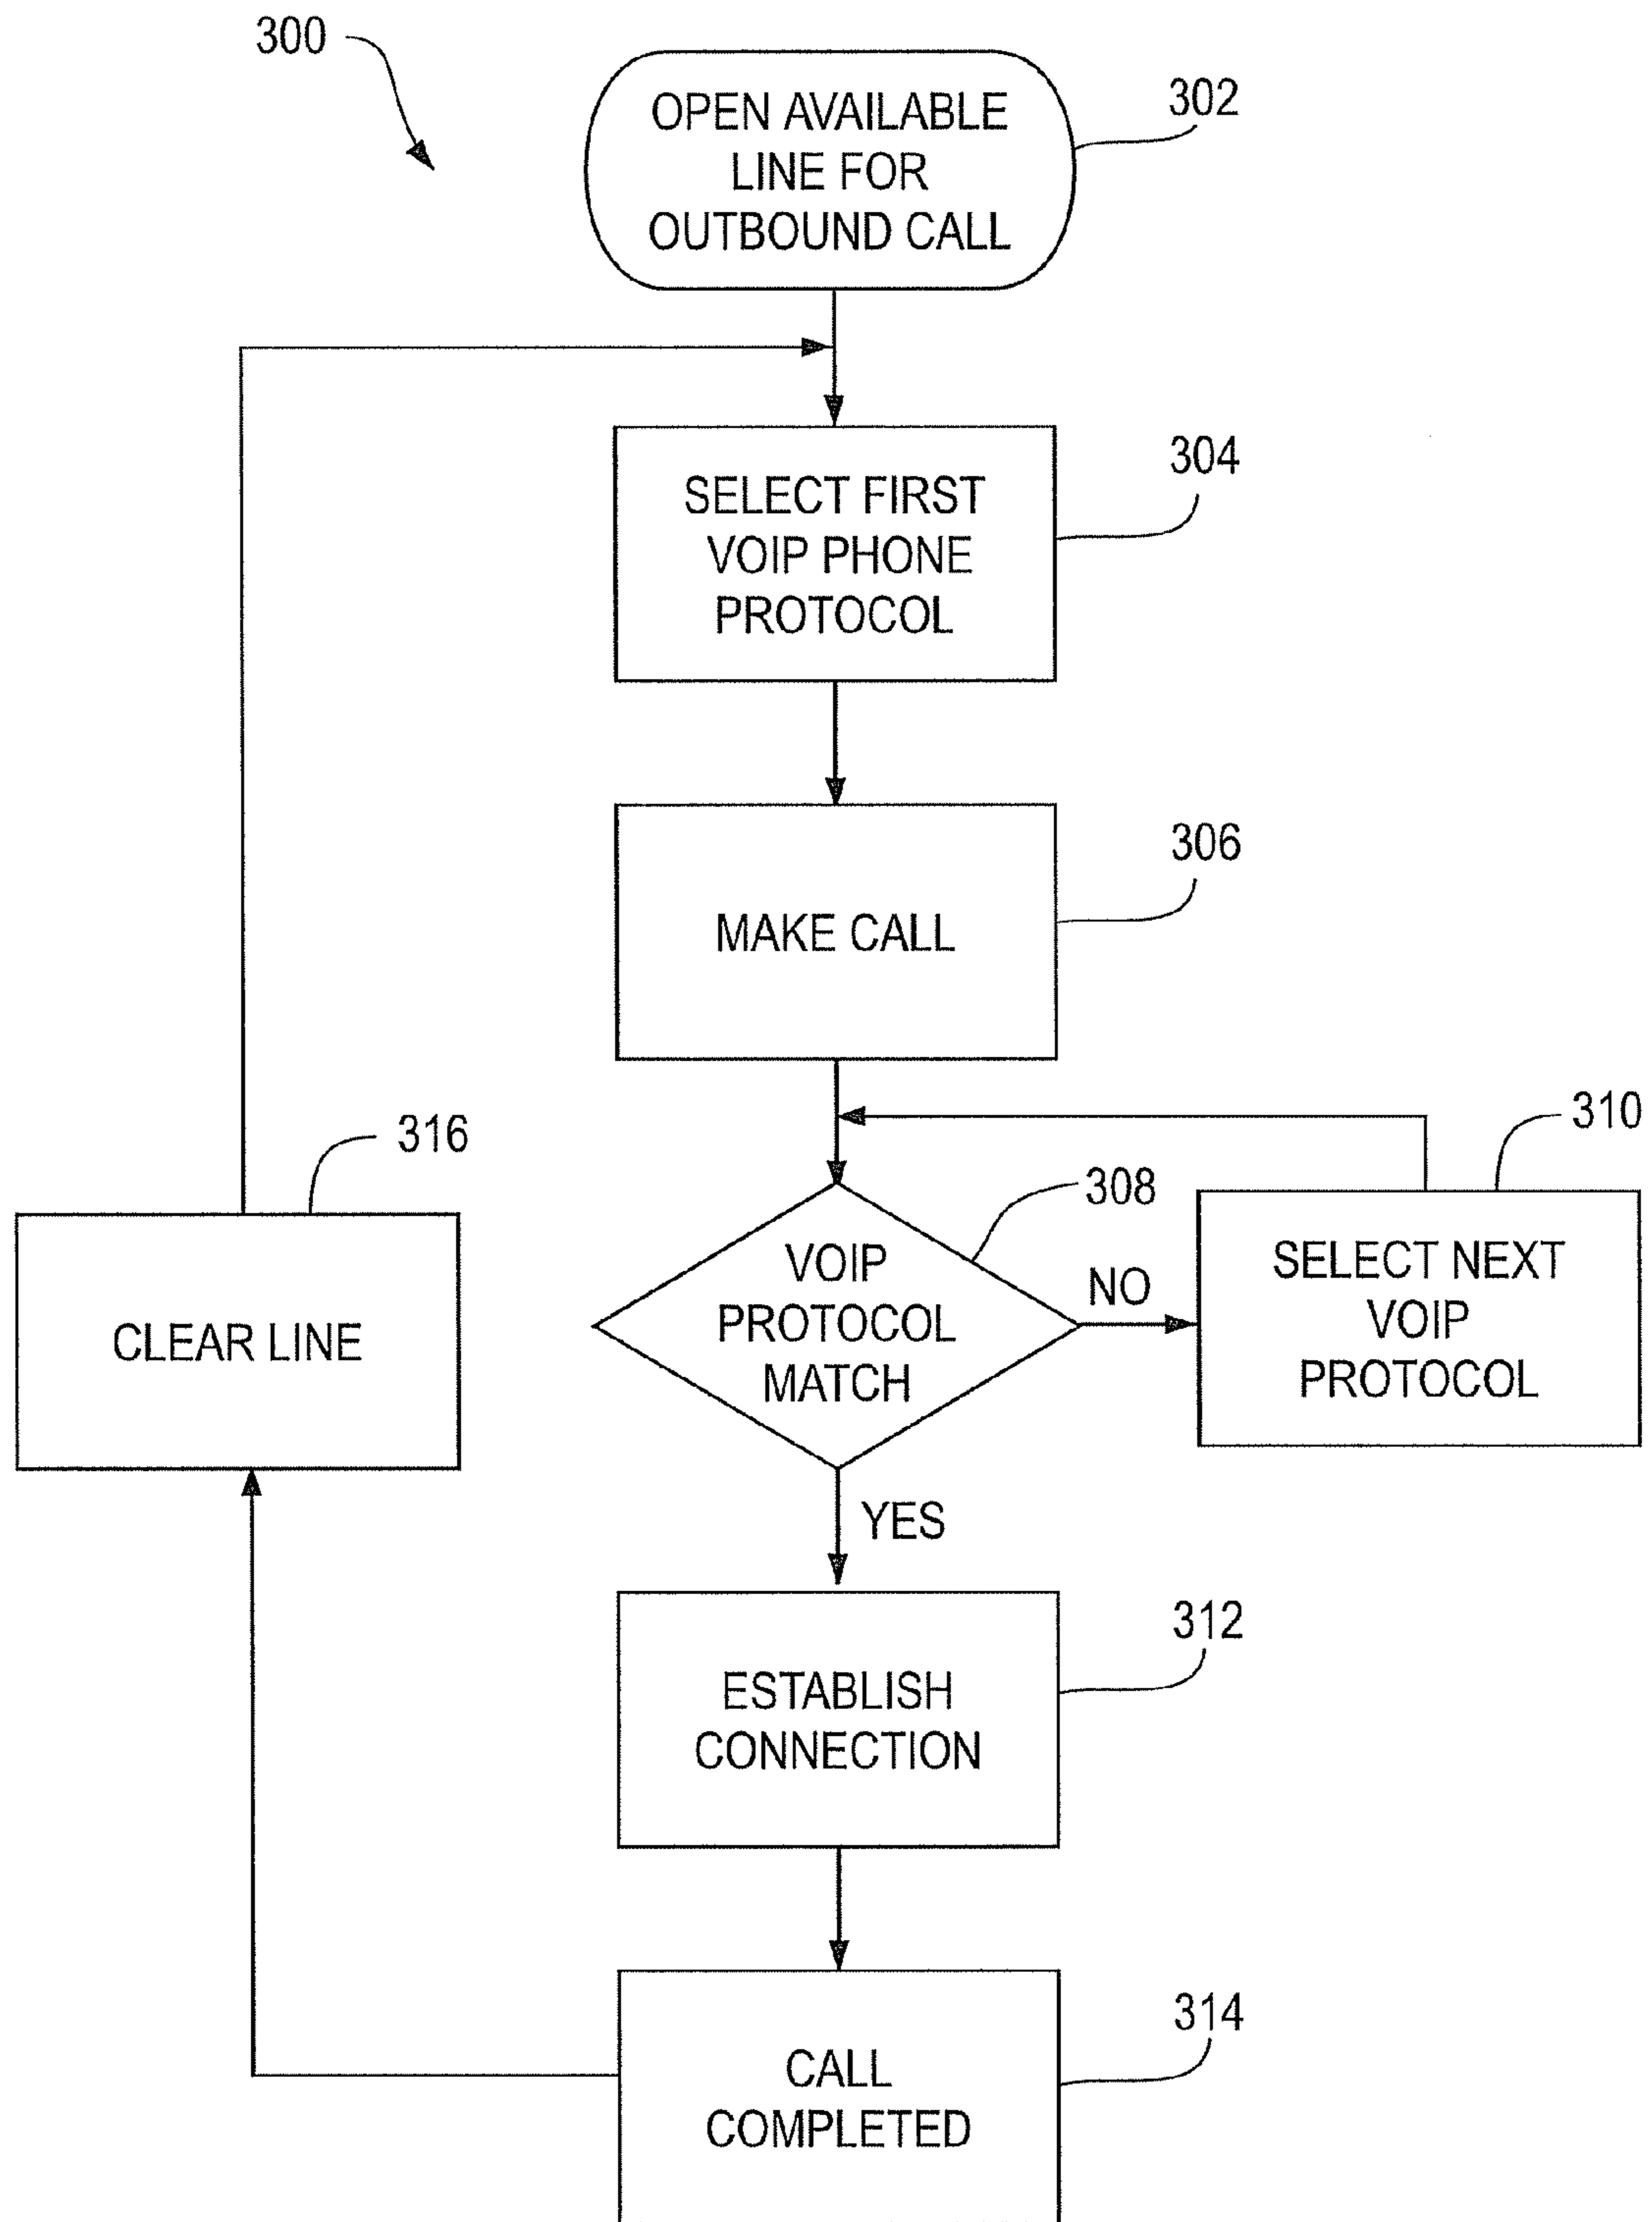 300
OPEN AVAILABLE
LINE FOR
OUTBOUND CALL
302
SELECT FIRST
VOIP PHONE
PROTOCOL
304
MAKE CALL
306
VOIP
PROTOCOL
MATCH
308
NO
SELECT NEXT
VOIP
PROTOCOL
310
CLEAR LINE
316
YES
ESTABLISH
CONNECTION
312
CALL
COMPLETED
314